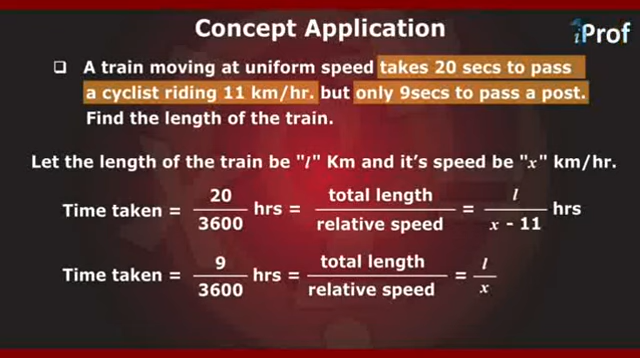 Concept Application
iProf
❑ A train moving at uniform speed takes 20 secs to pass
a cyclist riding 11 km/hr. but only 9secs to pass a post.
Find the length of the train.
Let the length of the train be "l" Km and it's speed be "x" km/hr.
Time taken = 20/3600 hrs = total length/relative speed = l/x - 11 hrs
Time taken = 9/3600 hrs = total length/relative speed = l/x